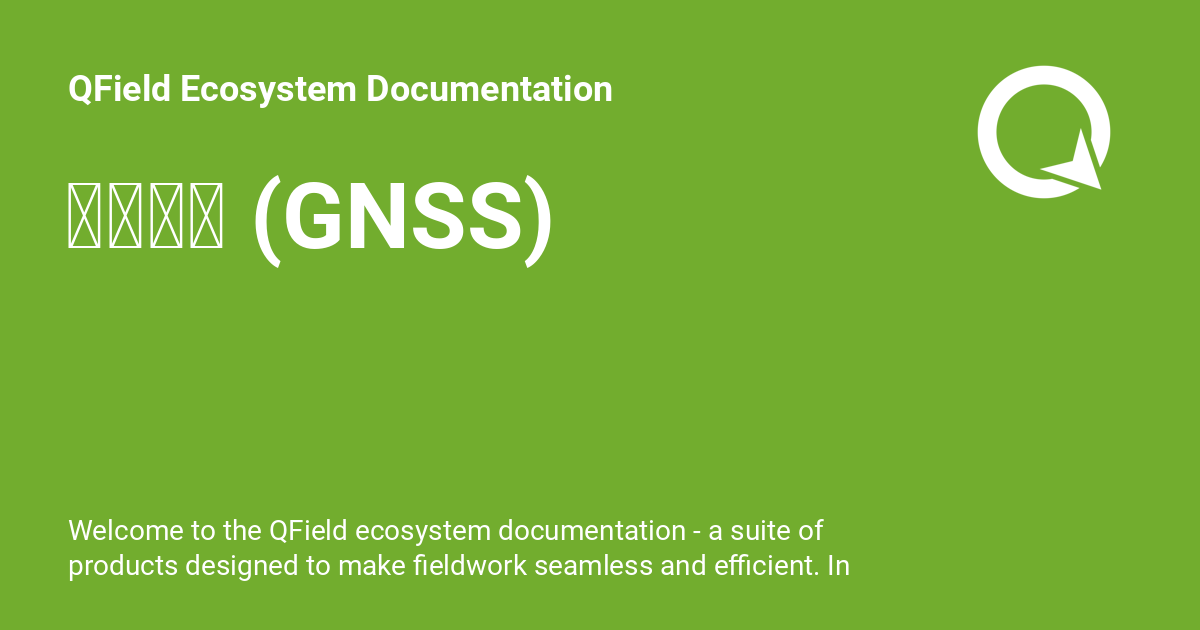 QField Ecosystem Documentation
(GNSS)
Welcome to the QField ecosystem documentation - a suite of
products designed to make fieldwork seamless and efficient. In